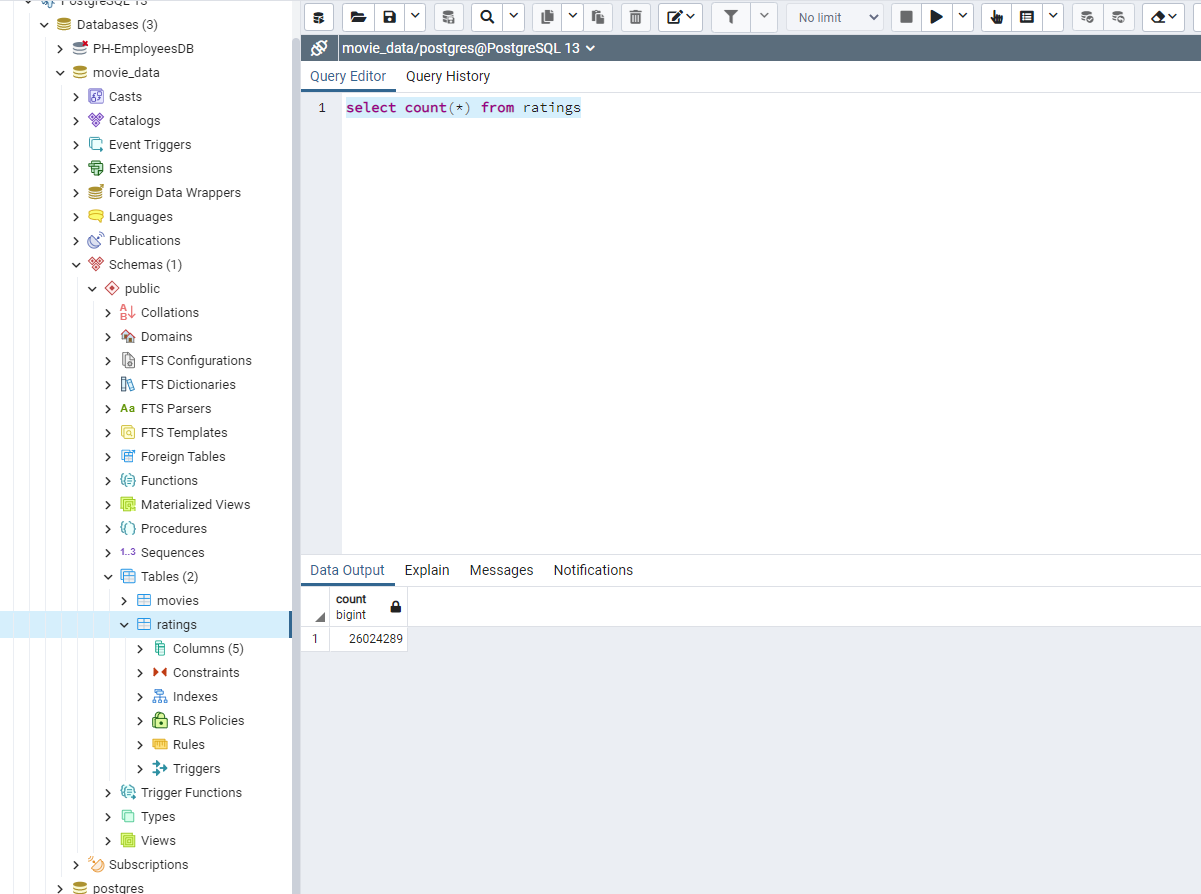 PostgreSQL 13
Databases (3)
PH-EmployeesDB
movie_data
Casts
Catalogs
Event Triggers
Extensions
Foreign Data Wrappers
Languages
Publications
Schemas (1)
public
Collations
Domains
FTS Configurations
FTS Dictionaries
Aa FTS Parsers
FTS Templates
Foreign Tables
Functions
Materialized Views
Procedures
1..3 Sequences
Tables (2)
movies
ratings
Columns (5)
Constraints
Indexes
RLS Policies
Rules
Triggers
Trigger Functions
Types
Views
Subscriptions
postgres
No limit
movie_data/postgres@PostgreSQL 13
Query Editor Query History
1 select count(*) from ratings
Data Output Explain Messages Notifications
count
bigint
1 26024289